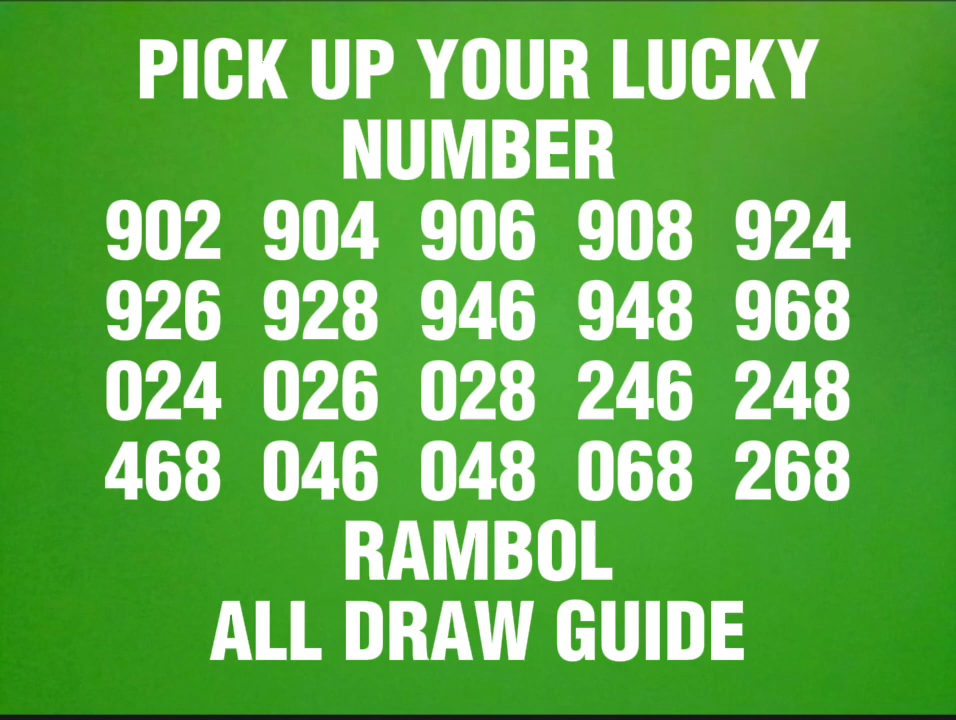 PICK UP YOUR LUCKY
NUMBER
902 904 906 908 924
926 928 946 948 968
024 026 028 246 248
468 046 048 068 268
RAMBOL
ALL DRAW GUIDE